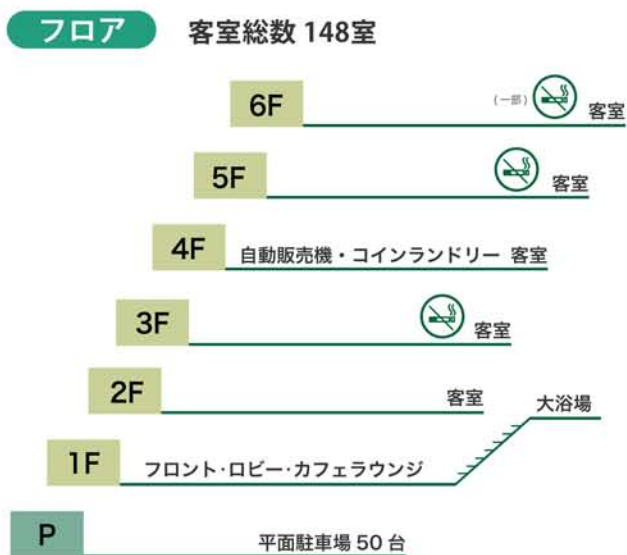 フロア 客室総数 148室
6F (一部) 客室
5F 客室
4F 自動販売機・コインランドリー 客室
3F 客室
2F 客室
大浴場
1F フロント・ロビー・カフェラウンジ
P 平面駐車場 50 台